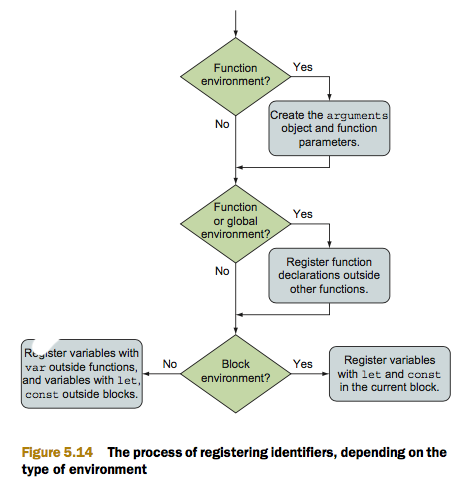 Function
environment?
Yes
No
Create the arguments
object and function
parameters.
Function
or global
environment?
Yes
No
Register function
declarations outside
other functions.
Block
environment?
No
Yes
Register variables with
var outside functions,
and variables with let,
const outside blocks.
Register variables
with let and const
in the current block.
Figure 5.14 The process of registering identifiers, depending on the
type of environment